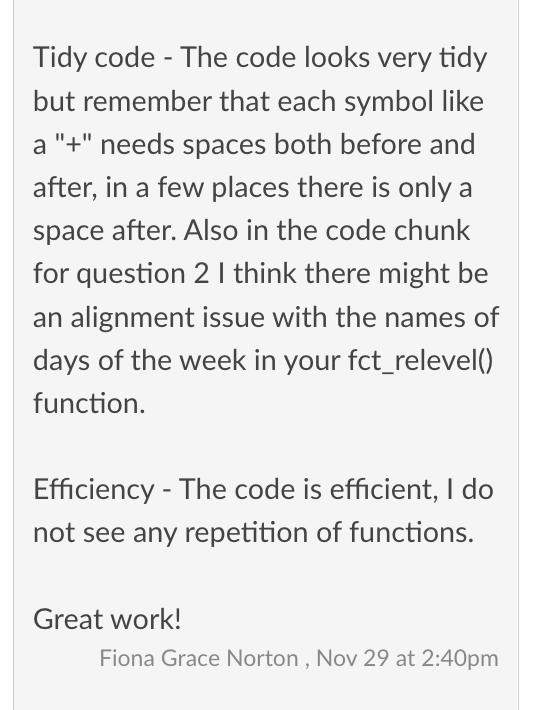 Tidy code - The code looks very tidy
but remember that each symbol like
a "+" needs spaces both before and
after, in a few places there is only a
space after. Also in the code chunk
for question 2 I think there might be
an alignment issue with the names of
days of the week in your fct_relevel()
function.
Efficiency - The code is efficient, I do
not see any repetition of functions.
Great work!
Fiona Grace Norton , Nov 29 at 2:40pm